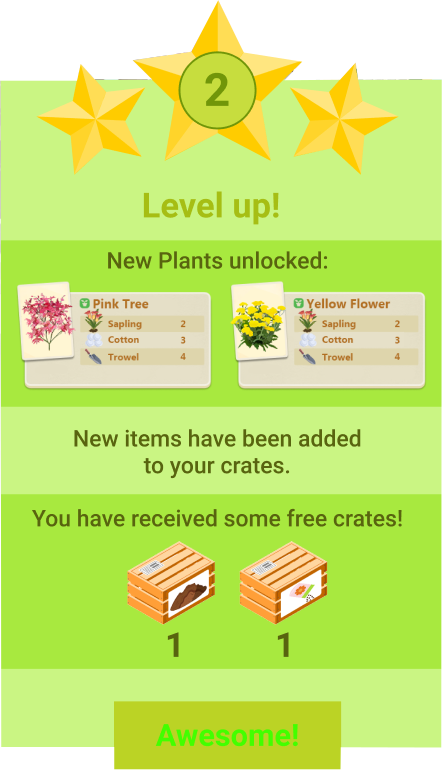 2
Level up!
New Plants unlocked:
Pink Tree
Sapling 2
Cotton 3
Trowel 4
Yellow Flower
Sapling 2
Cotton 3
Trowel 4
New items have been added
to your crates.
You have received some free crates!
1 1
Awesome!